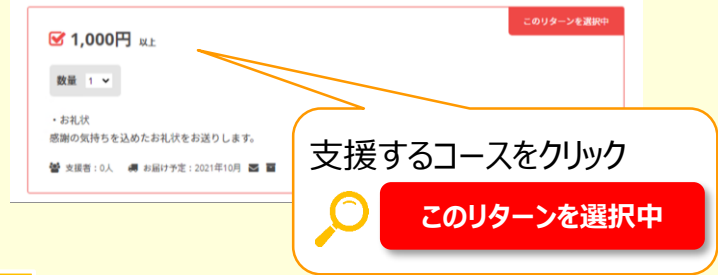 このリターンを選択中
1,000円 以上
数量 1
・お礼状
感謝の気持ちを込めたお礼状をお送りします。
支援者：0人 お届け予定：2021年10月
支援するコースをクリック
このリターンを選択中